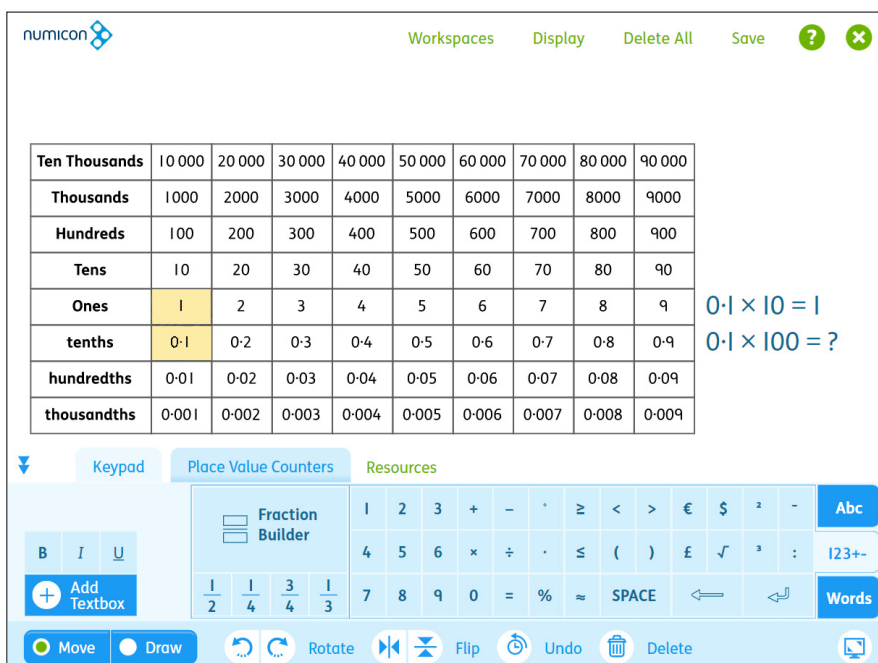 numicon
Workspaces Display Delete All Save ? ×
Ten Thousands 10 000 20 000 30 000 40 000 50 000 60 000 70 000 80 000 90 000
Thousands 1000 2000 3000 4000 5000 6000 7000 8000 9000
Hundreds 100 200 300 400 500 600 700 800 900
Tens 10 20 30 40 50 60 70 80 90
Ones 1 2 3 4 5 6 7 8 9 0·1 × 10 = 1
tenths 0·1 0·2 0·3 0·4 0·5 0·6 0·7 0·8 0·9 0·1 × 100 = ?
hundredths 0·01 0·02 0·03 0·04 0·05 0·06 0·07 0·08 0·09
thousandths 0·001 0·002 0·003 0·004 0·005 0·006 0·007 0·008 0·009
Keypad Place Value Counters Resources
Fraction Builder 1 2 3 + − ° ≥ < > € $ ² - Abc
B I U 4 5 6 × ÷ · ≤ ( ) £ √ ³ : 123+-
Add Textbox 1/2 1/4 3/4 1/3 7 8 9 0 = % ≈ SPACE Words
Move Draw Rotate Flip Undo Delete